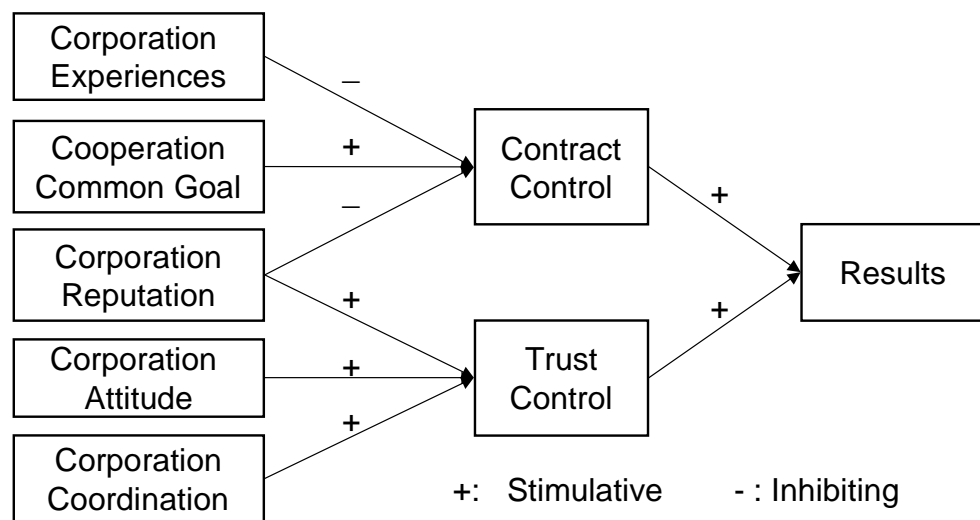 Corporation
Experiences
–
Cooperation
Common Goal
+
–
Corporation
Reputation
+
Corporation
Attitude
+
Corporation
Coordination
+
Contract
Control
+
Trust
Control
+
Results
+: Stimulative - : Inhibiting